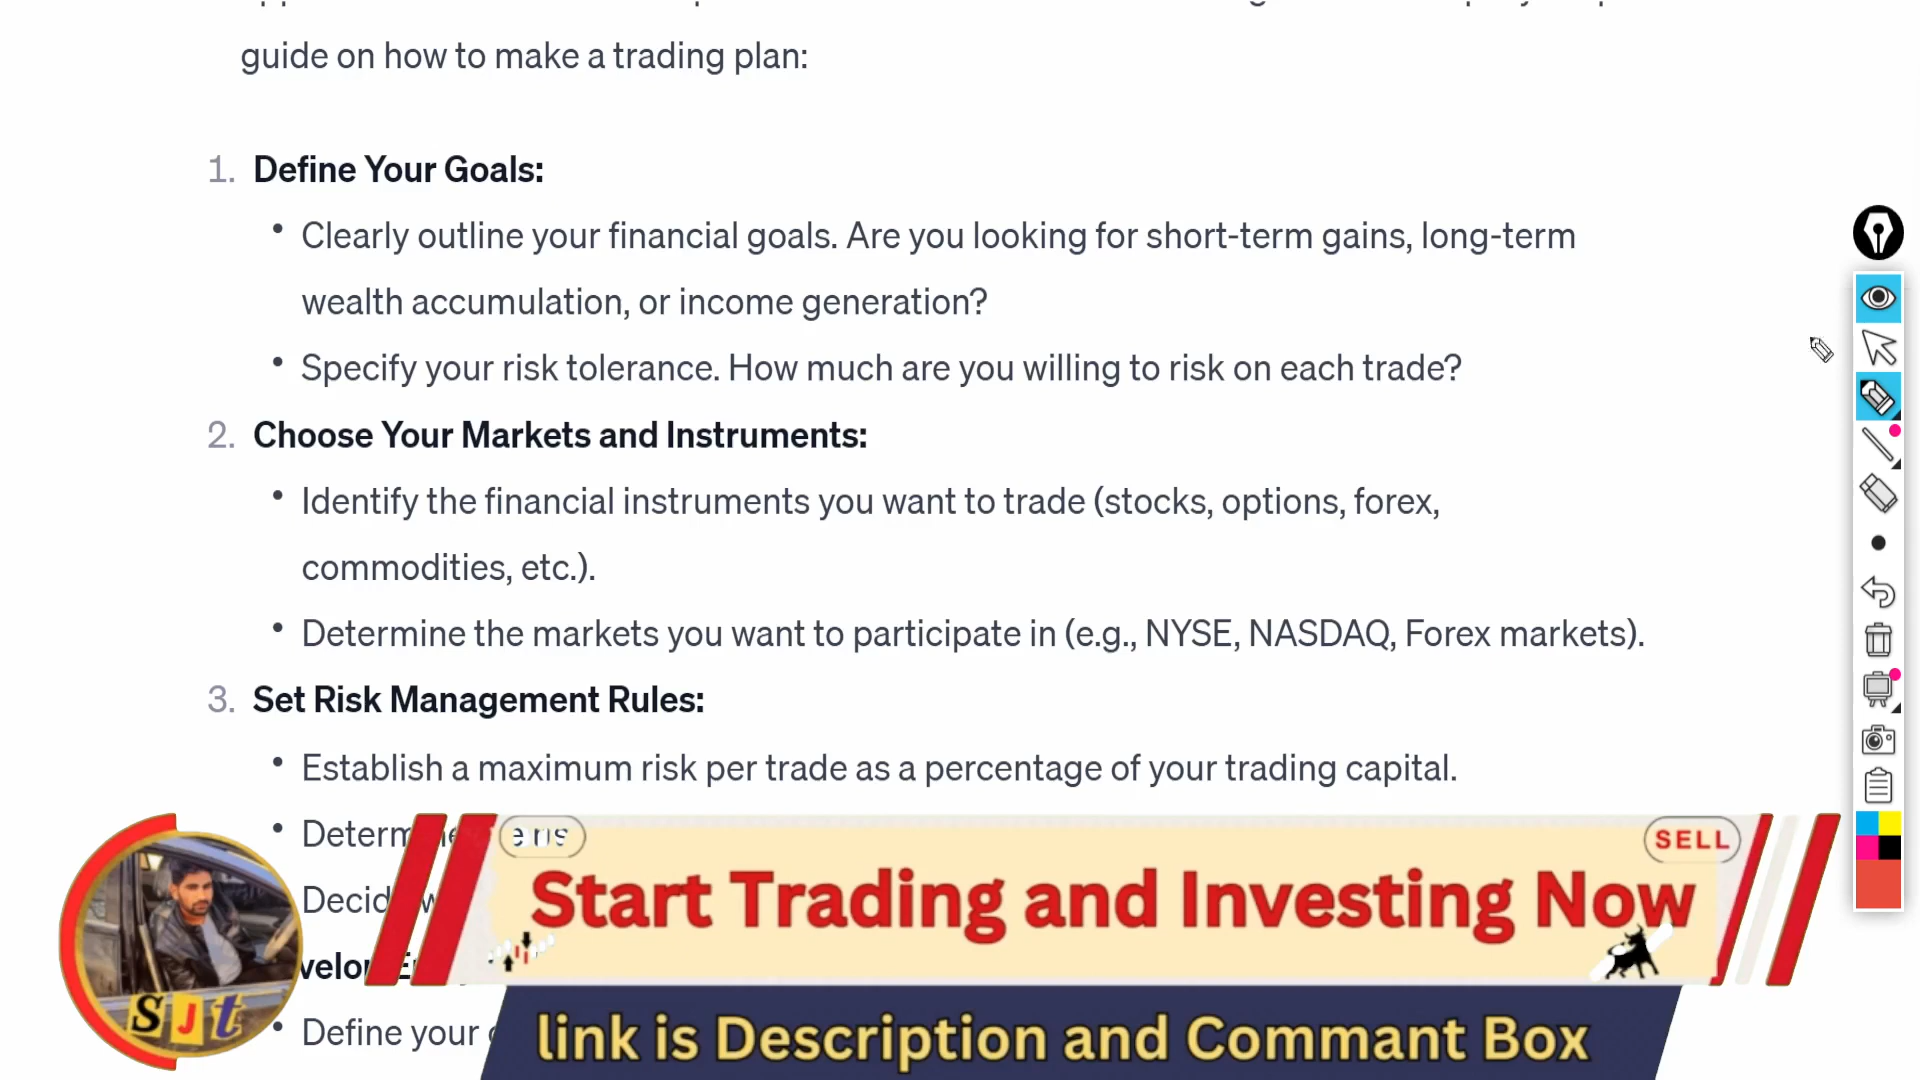 guide on how to make a trading plan:
1. Define Your Goals:
• Clearly outline your financial goals. Are you looking for short-term gains, long-term
wealth accumulation, or income generation?
• Specify your risk tolerance. How much are you willing to risk on each trade?
2. Choose Your Markets and Instruments:
• Identify the financial instruments you want to trade (stocks, options, forex,
commodities, etc.).
• Determine the markets you want to participate in (e.g., NYSE, NASDAQ, Forex markets).
3. Set Risk Management Rules:
• Establish a maximum risk per trade as a percentage of your trading capital.
SELL
Start Trading and Investing Now
• Define your
link is Description and Commant Box
SJt